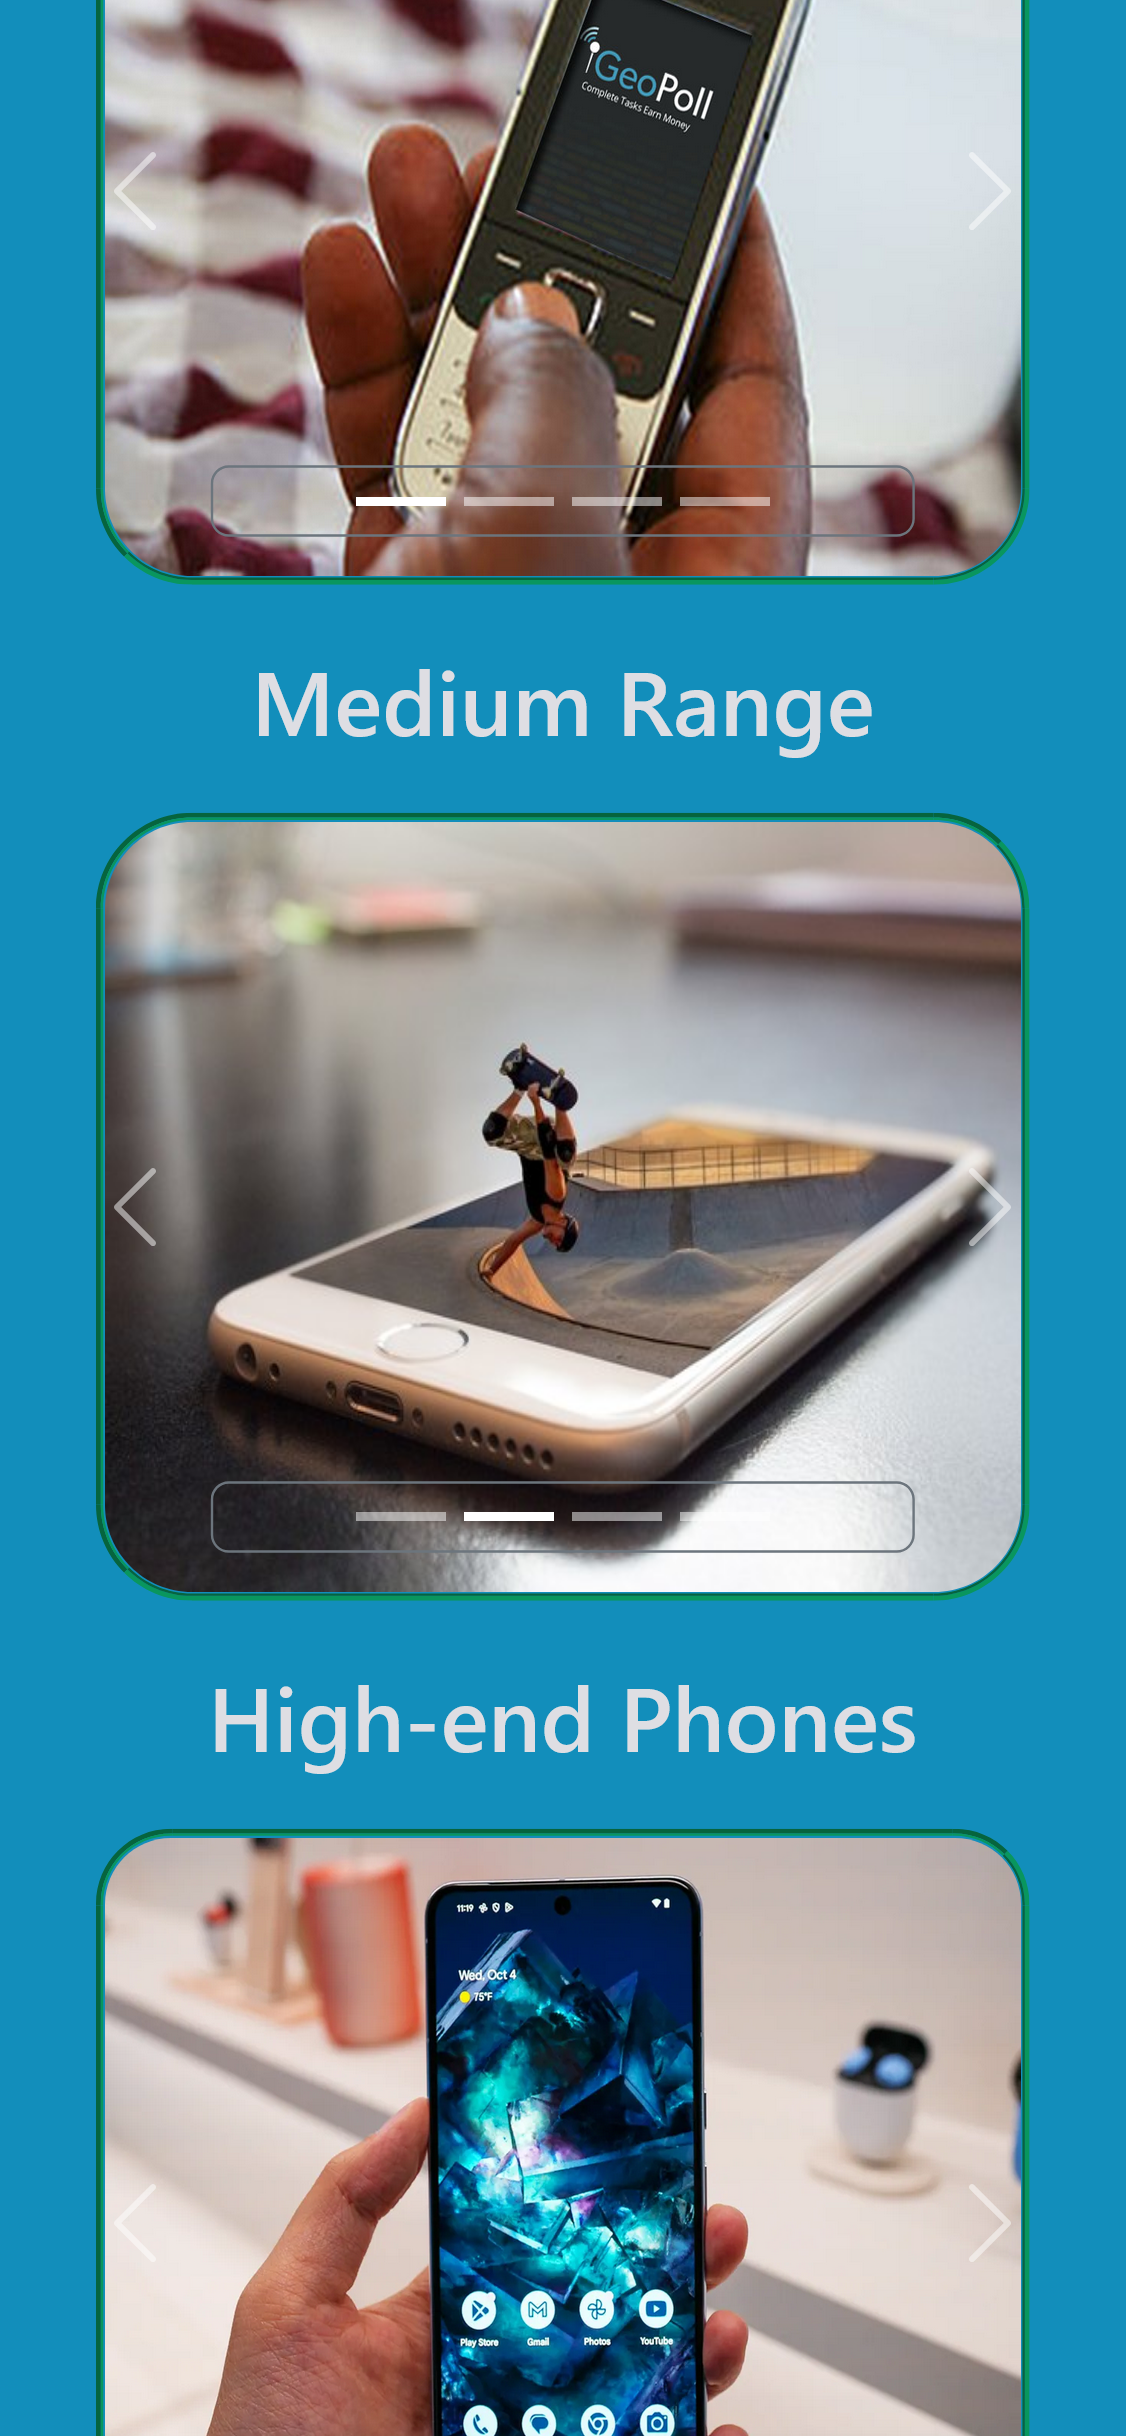 GeoPoll
Complete Tasks Earn Money
Medium Range
High-end Phones
11:19
Wed, Oct 4
75°F
Play Store Gmail Photos YouTube